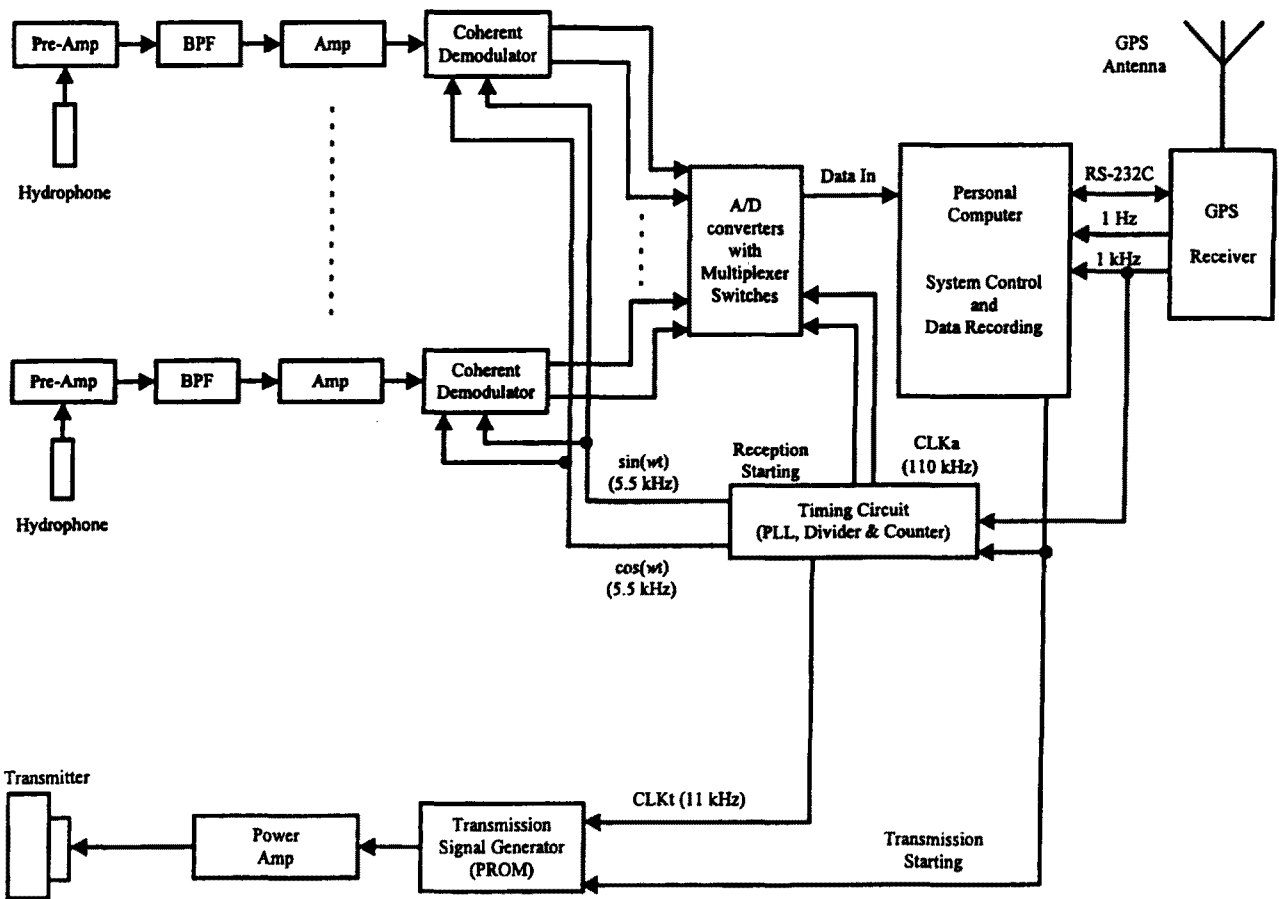 Pre-Amp
BPF
Amp
Coherent
Demodulator
Hydrophone
GPS
Antenna
A/D
converters
with
Multiplexer
Switches
Data In
Personal
Computer
System Control
and
Data Recording
RS-232C
1 Hz
1 kHz
GPS
Receiver
Pre-Amp
BPF
Amp
Coherent
Demodulator
Hydrophone
sin(wt)
(5.5 kHz)
Reception
Starting
CLKa
(110 kHz)
Timing Circuit
(PLL, Divider & Counter)
cos(wt)
(5.5 kHz)
Transmitter
Power
Amp
Transmission
Signal Generator
(PROM)
CLKt (11 kHz)
Transmission
Starting